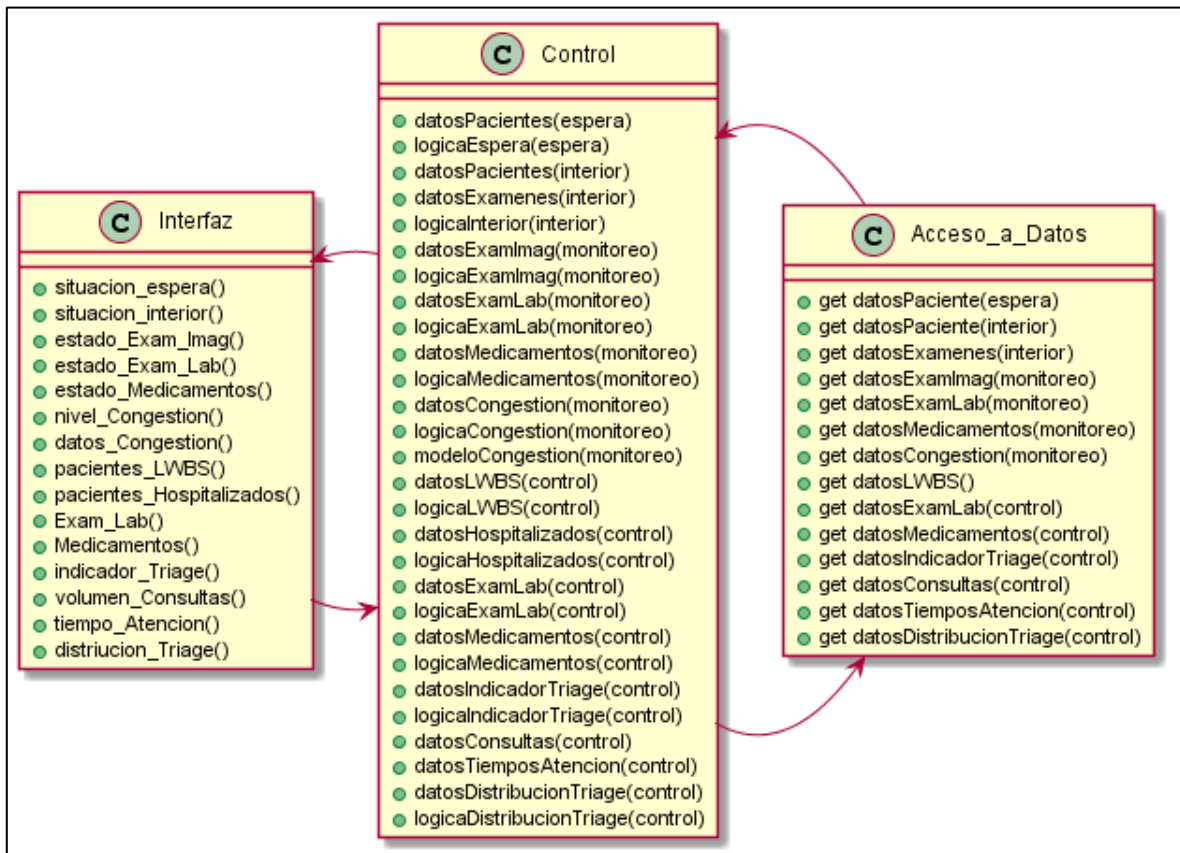 C Interfaz
situacion_espera()
situacion_interior()
estado_Exam_Imag()
estado_Exam_Lab()
estado_Medicamentos()
nivel_Congestion()
datos_Congestion()
pacientes_LWBS()
pacientes_Hospitalizados()
Exam_Lab()
Medicamentos()
indicador_Triage()
volumen_Consultas()
tiempo_Atencion()
distriucion_Triage()
C Control
datosPacientes(espera)
logicaEspera(espera)
datosPacientes(interior)
datosExamenes(interior)
logicaInterior(interior)
datosExamImag(monitoreo)
logicaExamImag(monitoreo)
datosExamLab(monitoreo)
logicaExamLab(monitoreo)
datosMedicamentos(monitoreo)
logicaMedicamentos(monitoreo)
datosCongestion(monitoreo)
logicaCongestion(monitoreo)
modeloCongestion(monitoreo)
datosLWBS(control)
logicaLWBS(control)
datosHospitalizados(control)
logicaHospitalizados(control)
datosExamLab(control)
logicaExamLab(control)
datosMedicamentos(control)
logicaMedicamentos(control)
datosIndicadorTriage(control)
logicaIndicadorTriage(control)
datosConsultas(control)
datosTiemposAtencion(control)
datosDistribucionTriage(control)
logicaDistribucionTriage(control)
C Acceso_a_Datos
get datosPaciente(espera)
get datosPaciente(interior)
get datosExamenes(interior)
get datosExamImag(monitoreo)
get datosExamLab(monitoreo)
get datosMedicamentos(monitoreo)
get datosCongestion(monitoreo)
get datosLWBS()
get datosExamLab(control)
get datosMedicamentos(control)
get datosIndicadorTriage(control)
get datosConsultas(control)
get datosTiemposAtencion(control)
get datosDistribucionTriage(control)